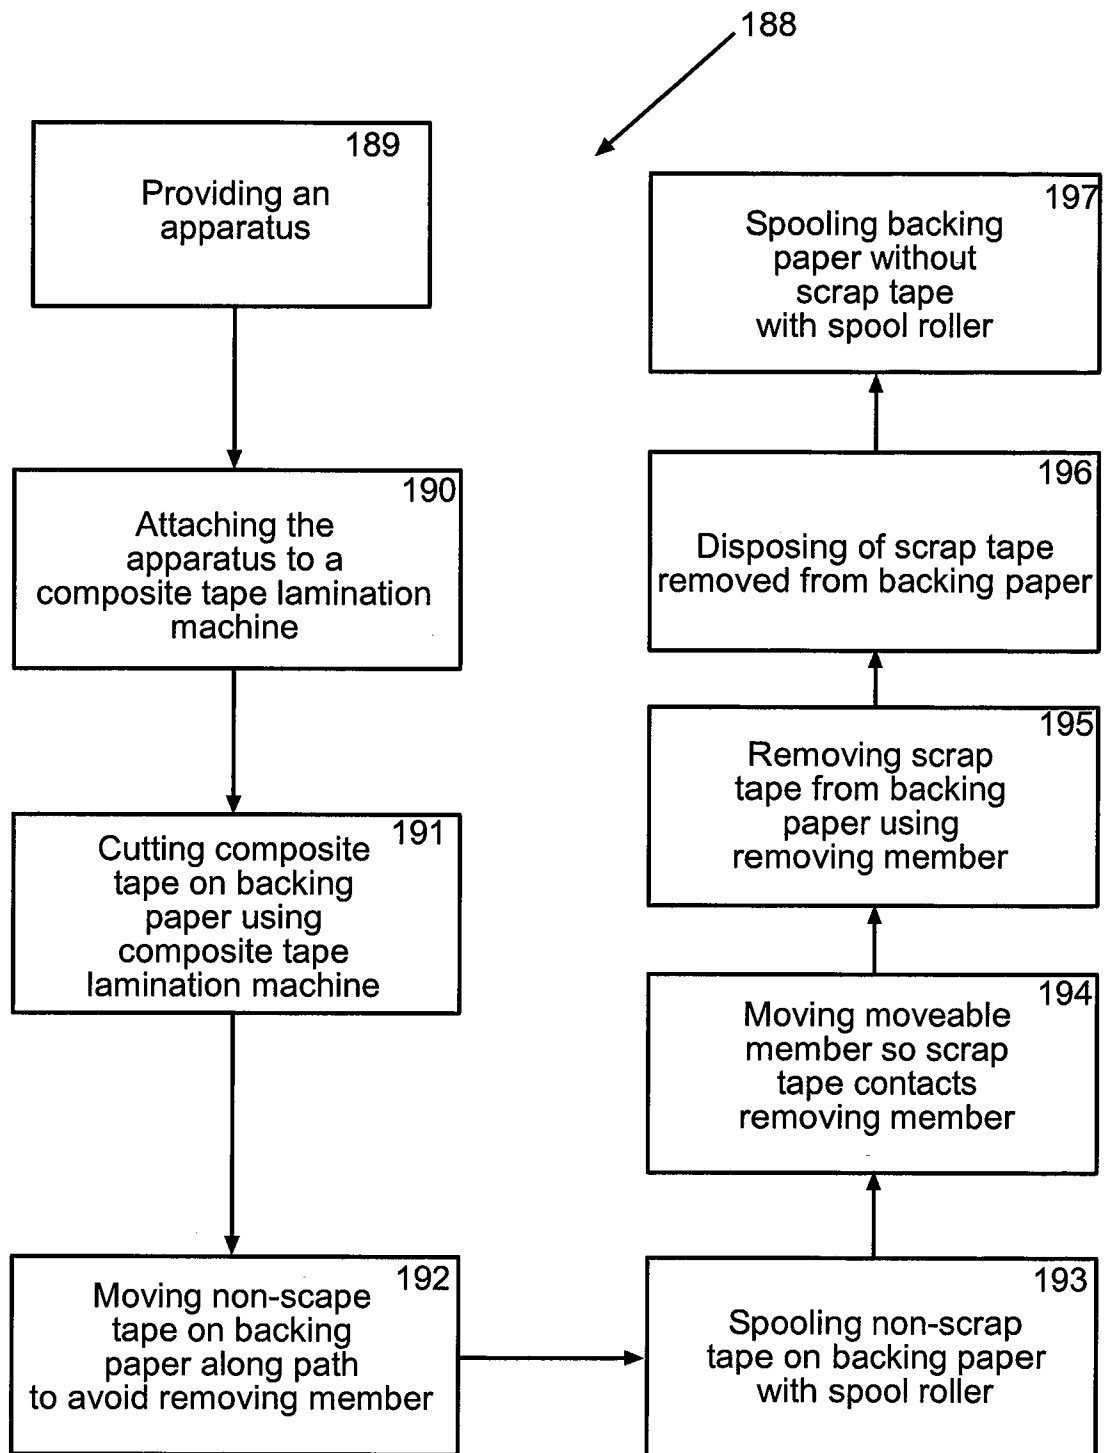 188
189
Providing an
apparatus
190
Attaching the
apparatus to a
composite tape lamination
machine
191
Cutting composite
tape on backing
paper using
composite tape
lamination machine
192
Moving non-scape
tape on backing
paper along path
to avoid removing member
193
Spooling non-scrap
tape on backing paper
with spool roller
194
Moving moveable
member so scrap
tape contacts
removing member
195
Removing scrap
tape from backing
paper using
removing member
196
Disposing of scrap tape
removed from backing paper
197
Spooling backing
paper without
scrap tape
with spool roller